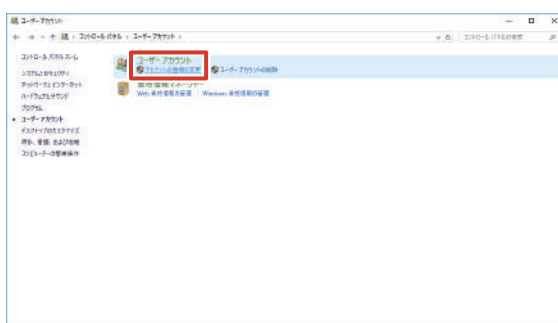 ユーザー アカウント
コントロール パネル › ユーザー アカウント
コントロール パネルの検索
コントロール パネル ホーム
システムとセキュリティ
ネットワークとインターネット
ハードウェアとサウンド
プログラム
ユーザー アカウント
デスクトップのカスタマイズ
時計、言語、および地域
コンピューターの簡単操作
ユーザー アカウント
アカウントの種類の変更 ユーザー アカウントの削除
資格情報マネージャー
Web 資格情報の管理 Windows 資格情報の管理